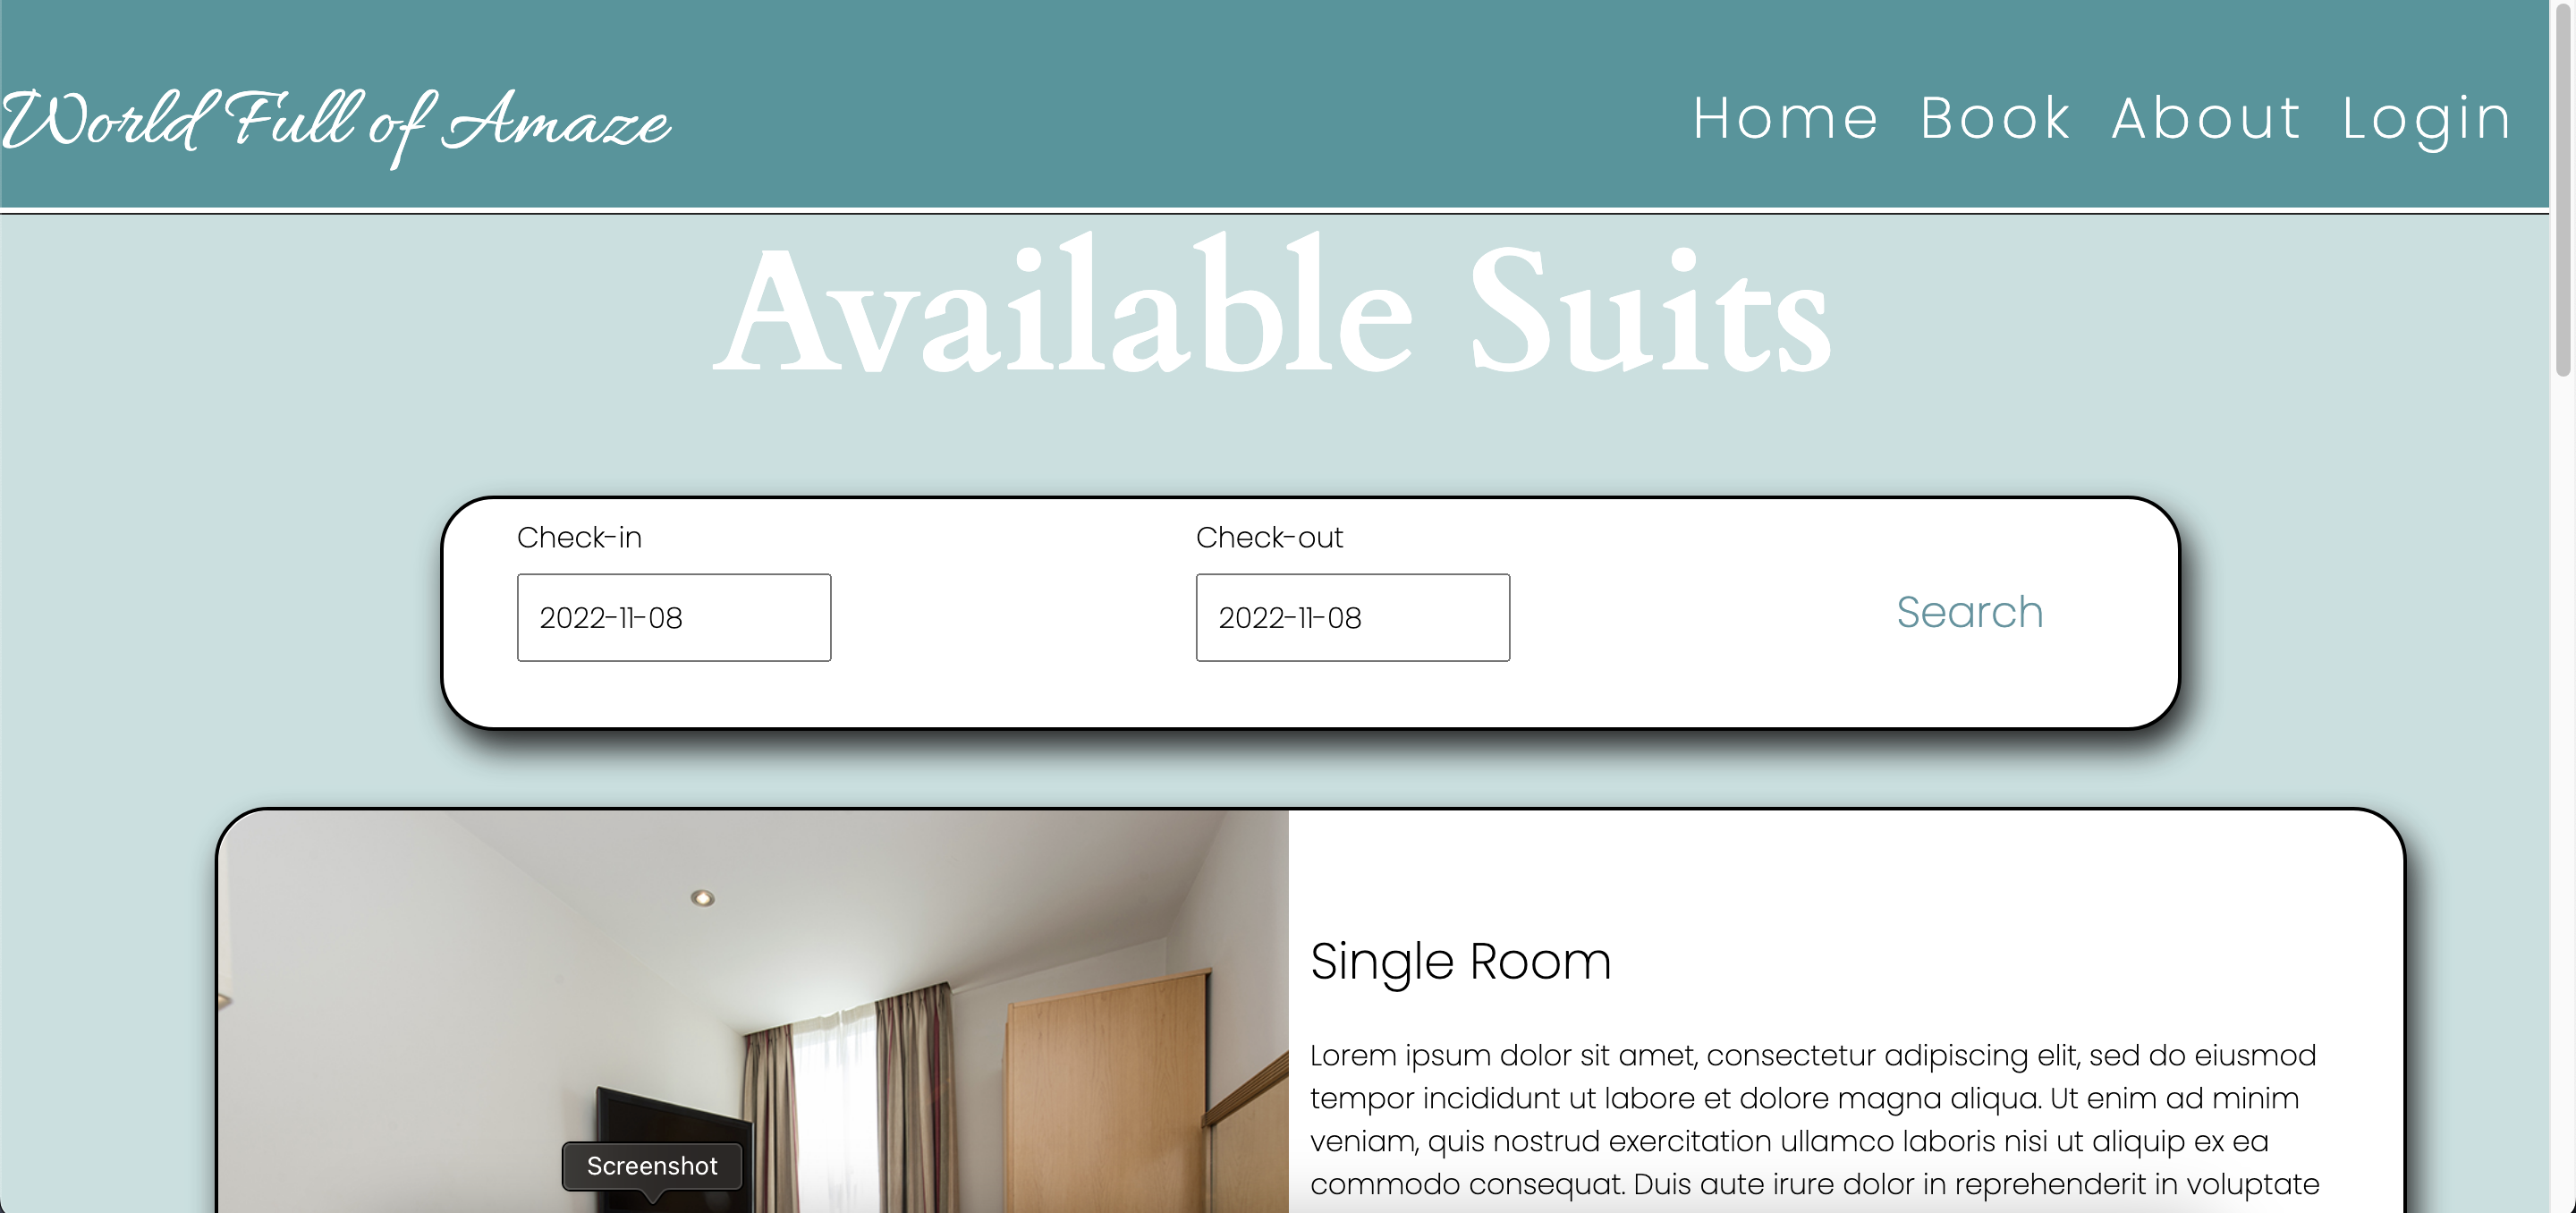 World Full of Amaze
Home Book About Login
Available Suits
Check-in
Check-out
2022-11-08
2022-11-08
Search
Single Room
Lorem ipsum dolor sit amet, consectetur adipiscing elit, sed do eiusmod
tempor incididunt ut labore et dolore magna aliqua. Ut enim ad minim
veniam, quis nostrud exercitation ullamco laboris nisi ut aliquip ex ea
commodo consequat. Duis aute irure dolor in reprehenderit in voluptate
Screenshot